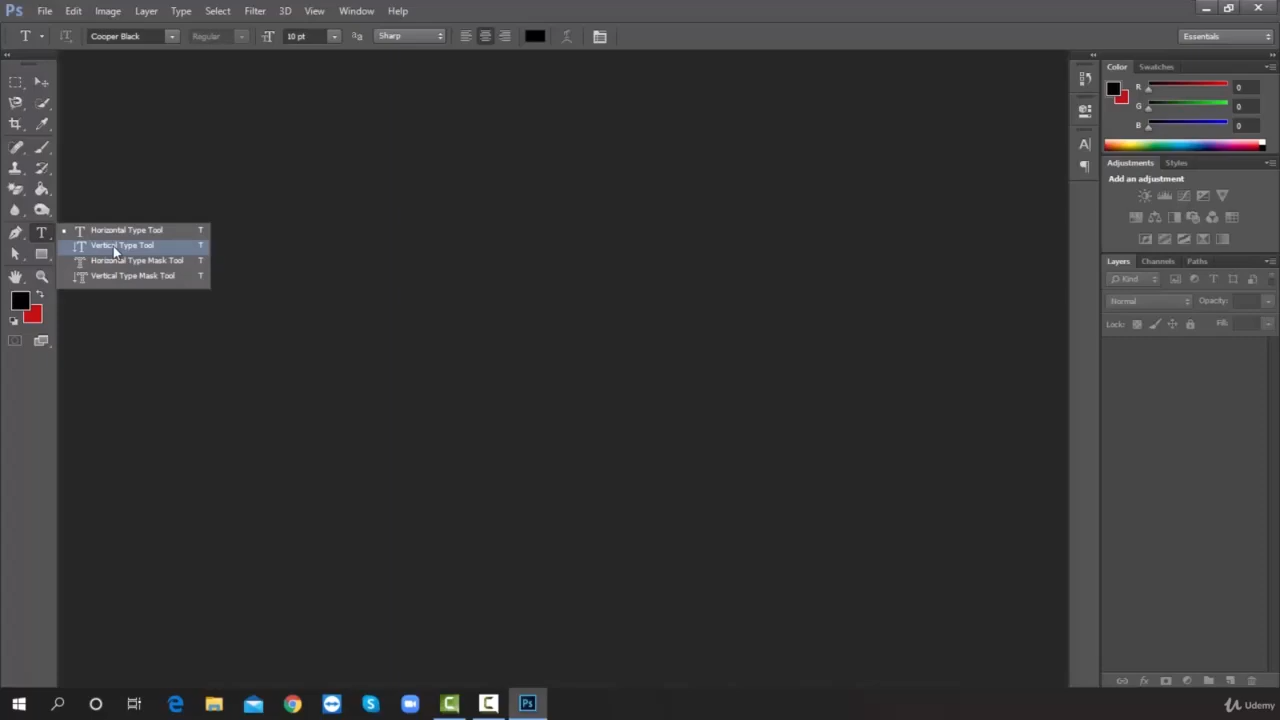 Ps File Edit Image Layer Type Select Filter 3D View Window Help
T Cooper Black Regular 10 pt Sharp Essentials
Color Swatches
R 0
G 0
B 0
Adjustments Styles
Add an adjustment
Horizontal Type Tool T
Vertical Type Tool T
Horizontal Type Mask Tool T
Vertical Type Mask Tool T
Layers Channels Paths
Kind
Normal Opacity:
Lock: Fill:
Udemy